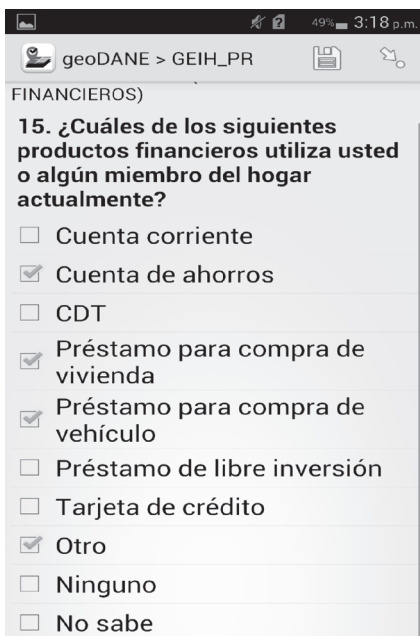 49% 3:18 p.m.
geoDANE > GEIH_PR
FINANCIEROS)
15. ¿Cuáles de los siguientes
productos financieros utiliza usted
o algún miembro del hogar
actualmente?
Cuenta corriente
Cuenta de ahorros
CDT
Préstamo para compra de
vivienda
Préstamo para compra de
vehículo
Préstamo de libre inversión
Tarjeta de crédito
Otro
Ninguno
No sabe